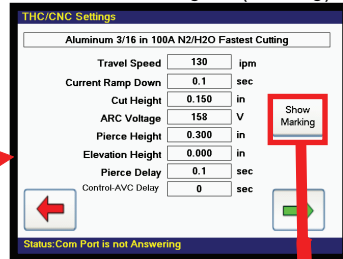 THC/CNC Settings
Aluminum 3/16 in 100A N2/H2O Fastest Cutting
Travel Speed 130 ipm
Current Ramp Down 0.1 sec
Cut Height 0.150 in
ARC Voltage 158 V
Pierce Height 0.300 in
Elevation Height 0.000 in
Pierce Delay 0.1 sec
Control-AVC Delay 0 sec
Show
Marking
Status:Com Port is not Answering